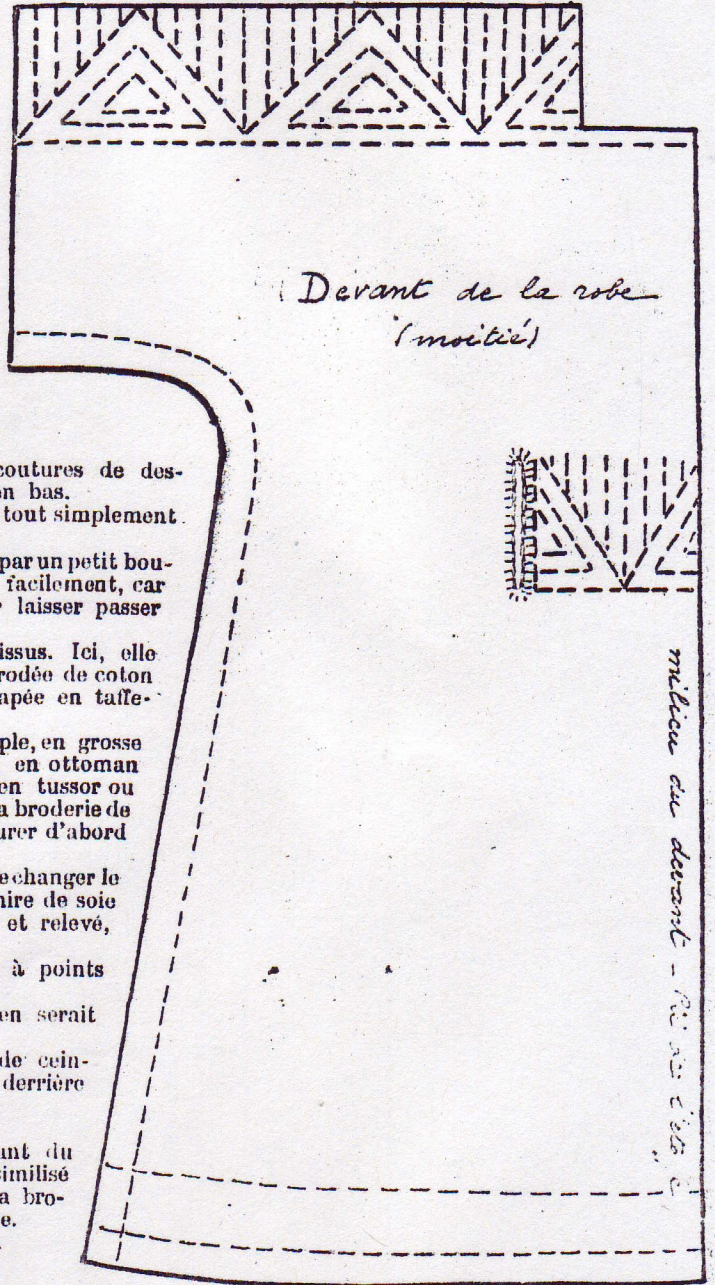 Devant de la robe
(moitié)
coutures de des-
en bas.
tout simplement.
par un petit bou-
facilement, car
laisser passer
issus. Ici, elle
rodée de coton
apée en taffe-
ple, en grosse
en ottoman
en tussor ou
a broderie de
urer d'abord
e changer le
ire de soie
et relevé,
à points
en serait
de cein-
derrière
ant du
similisé
a bro-
e.
milieu du devant -